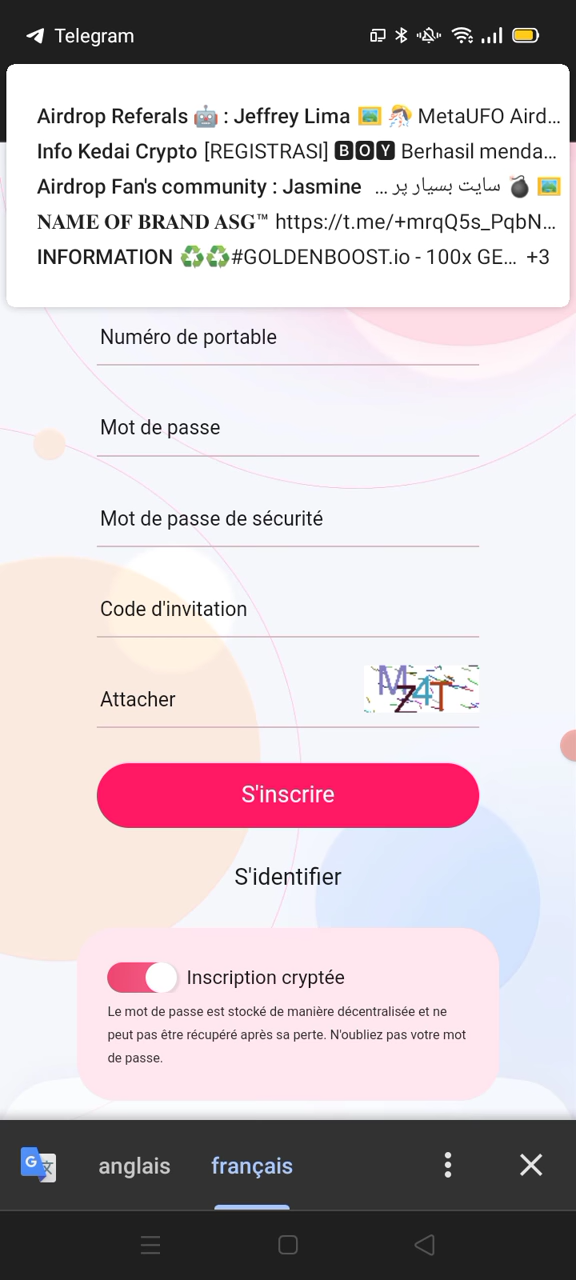 Telegram
Airdrop Referals 🤖 : Jeffrey Lima 🖼️ 🎊 MetaUFO Aird...
Info Kedai Crypto [REGISTRASI] 🅱🅾🆈 Berhasil menda...
Airdrop Fan's community : Jasmine ... سایت بسیار پر 💣 🖼️
𝐍𝐀𝐌𝐄 𝐎𝐅 𝐁𝐑𝐀𝐍𝐃 𝐀𝐒𝐆™ https://t.me/+mrqQ5s_PqbN...
INFORMATION ♻️♻️#GOLDENBOOST.io - 100x GE... +3
Numéro de portable
Mot de passe
Mot de passe de sécurité
Code d'invitation
Attacher
MZ4T
S'inscrire
S'identifier
Inscription cryptée
Le mot de passe est stocké de manière décentralisée et ne
peut pas être récupéré après sa perte. N'oubliez pas votre mot
de passe.
G 文
anglais français